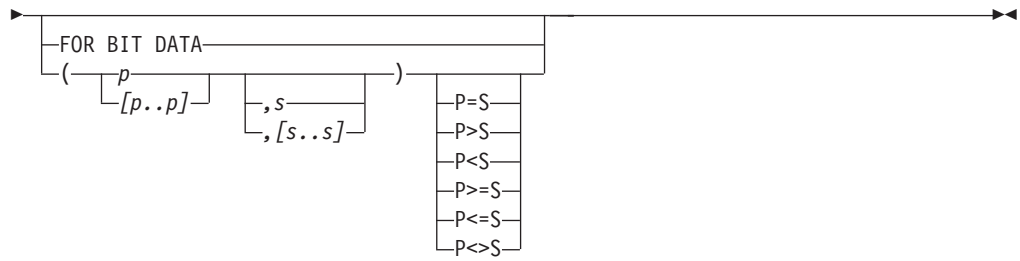 FOR BIT DATA
( p )
[p..p]
,s
,[s..s]
P=S
P>S
P<S
P>=S
P<=S
P<>S